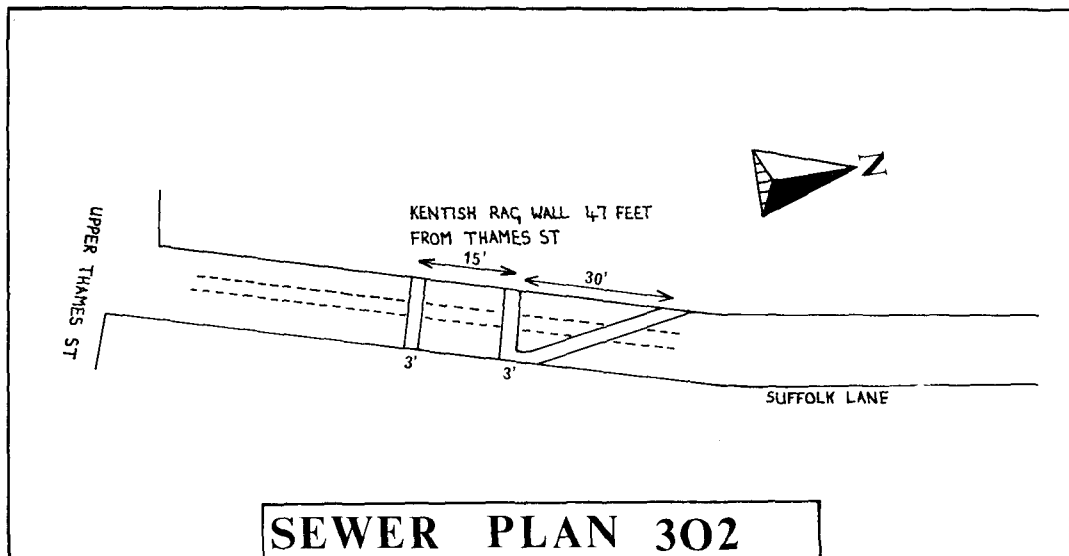 N
KENTISH RAG WALL 47 FEET
FROM THAMES ST
15'
30'
UPPER THAMES ST
3'
3'
SUFFOLK LANE
SEWER PLAN 302